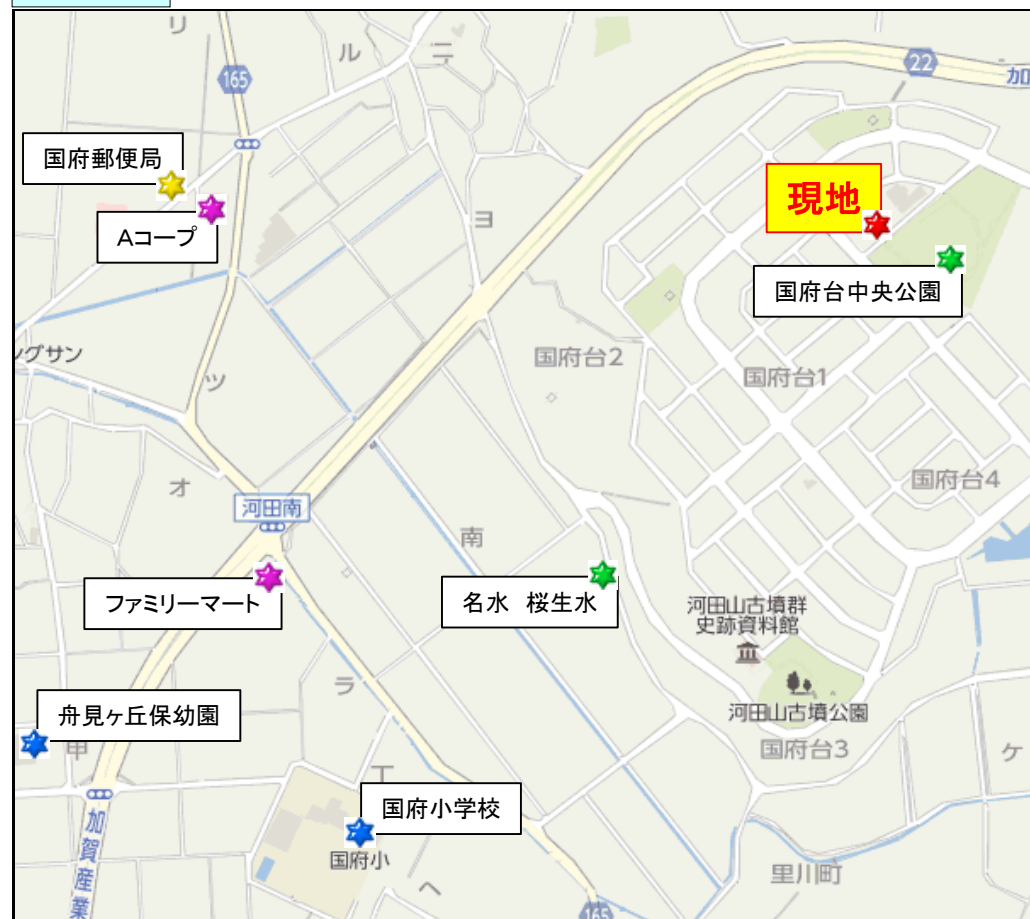 リ
ル
ニ
165
22
加
国府郵便局
現地
Aコープ
ヨ
国府台中央公園
ングサン
国府台2
ツ
国府台1
オ
国府台4
河田南
南
ファミリーマート
名水 桜生水
河田山古墳群
史跡資料館
ラ
舟見ヶ丘保幼園
河田山古墳公園
甲
国府台3
ケ
丁
国府小学校
加賀産業
国府小
里川町
ヘ
165